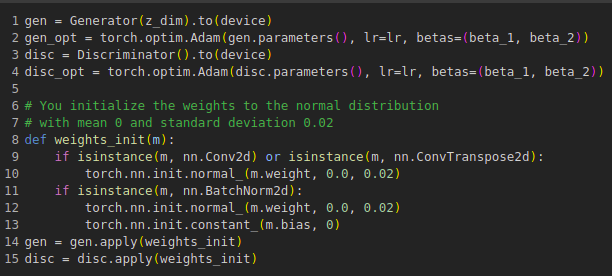 1 gen = Generator(z_dim).to(device)
2 gen_opt = torch.optim.Adam(gen.parameters(), lr=lr, betas=(beta_1, beta_2))
3 disc = Discriminator().to(device)
4 disc_opt = torch.optim.Adam(disc.parameters(), lr=lr, betas=(beta_1, beta_2))
5
6 # You initialize the weights to the normal distribution
7 # with mean 0 and standard deviation 0.02
8 def weights_init(m):
9     if isinstance(m, nn.Conv2d) or isinstance(m, nn.ConvTranspose2d):
10         torch.nn.init.normal_(m.weight, 0.0, 0.02)
11     if isinstance(m, nn.BatchNorm2d):
12         torch.nn.init.normal_(m.weight, 0.0, 0.02)
13         torch.nn.init.constant_(m.bias, 0)
14 gen = gen.apply(weights_init)
15 disc = disc.apply(weights_init)